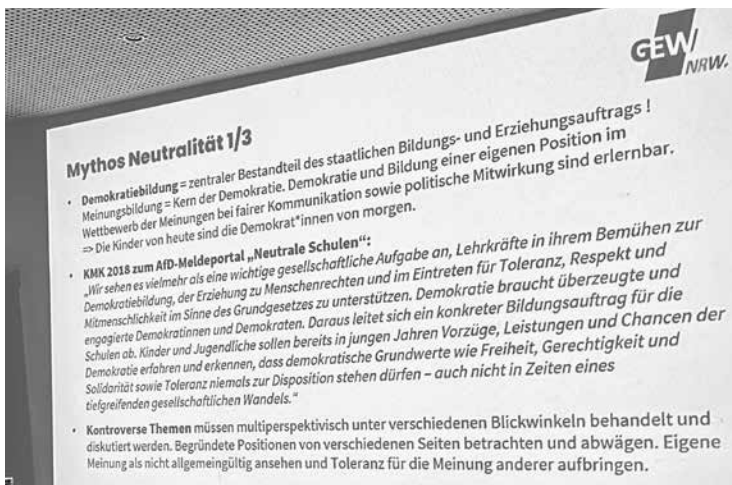 GEW
NRW.
Mythos Neutralität 1/3
• Demokratiebildung = zentraler Bestandteil des staatlichen Bildungs- und Erziehungsauftrags !
Meinungsbildung = Kern der Demokratie. Demokratie und Bildung einer eigenen Position im
Wettbewerb der Meinungen bei fairer Kommunikation sowie politische Mitwirkung sind erlernbar.
=> Die Kinder von heute sind die Demokrat*innen von morgen.
• KMK 2018 zum AfD-Meldeportal „Neutrale Schulen“:
„Wir sehen es vielmehr als eine wichtige gesellschaftliche Aufgabe an, Lehrkräfte in ihrem Bemühen zur
Demokratiebildung, der Erziehung zu Menschenrechten und im Eintreten für Toleranz, Respekt und
Mitmenschlichkeit im Sinne des Grundgesetzes zu unterstützen. Demokratie braucht überzeugte und
engagierte Demokratinnen und Demokraten. Daraus leitet sich ein konkreter Bildungsauftrag für die
Schulen ab. Kinder und Jugendliche sollen bereits in jungen Jahren Vorzüge, Leistungen und Chancen der
Demokratie erfahren und erkennen, dass demokratische Grundwerte wie Freiheit, Gerechtigkeit und
Solidarität sowie Toleranz niemals zur Disposition stehen dürfen – auch nicht in Zeiten eines
tiefgreifenden gesellschaftlichen Wandels.“
• Kontroverse Themen müssen multiperspektivisch unter verschiedenen Blickwinkeln behandelt und
diskutiert werden. Begründete Positionen von verschiedenen Seiten betrachten und abwägen. Eigene
Meinung als nicht allgemeingültig ansehen und Toleranz für die Meinung anderer aufbringen.